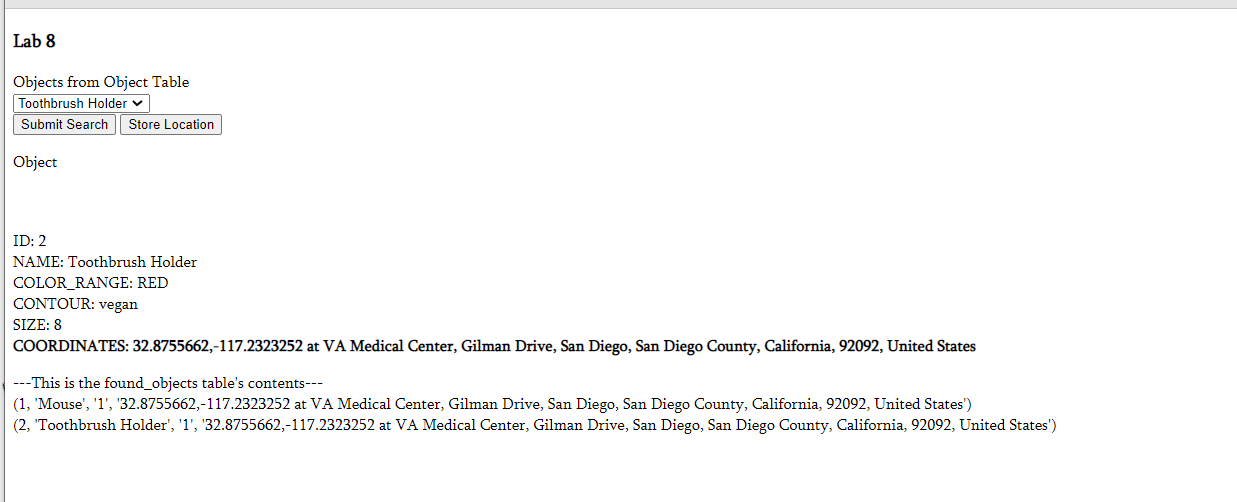 Lab 8
Objects from Object Table
Toothbrush Holder
Submit Search Store Location
Object
ID: 2
NAME: Toothbrush Holder
COLOR_RANGE: RED
CONTOUR: vegan
SIZE: 8
COORDINATES: 32.8755662,-117.2323252 at VA Medical Center, Gilman Drive, San Diego, San Diego County, California, 92092, United States
---This is the found_objects table's contents---
(1, 'Mouse', '1', '32.8755662,-117.2323252 at VA Medical Center, Gilman Drive, San Diego, San Diego County, California, 92092, United States')
(2, 'Toothbrush Holder', '1', '32.8755662,-117.2323252 at VA Medical Center, Gilman Drive, San Diego, San Diego County, California, 92092, United States')